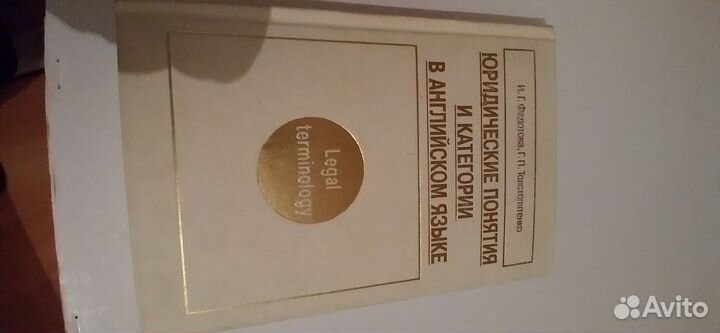 И. Г. Федотова, Г. П. Толстопятенко
ЮРИДИЧЕСКИЕ ПОНЯТИЯ
И КАТЕГОРИИ
В АНГЛИЙСКОМ ЯЗЫКЕ
Legal
terminology
Avito